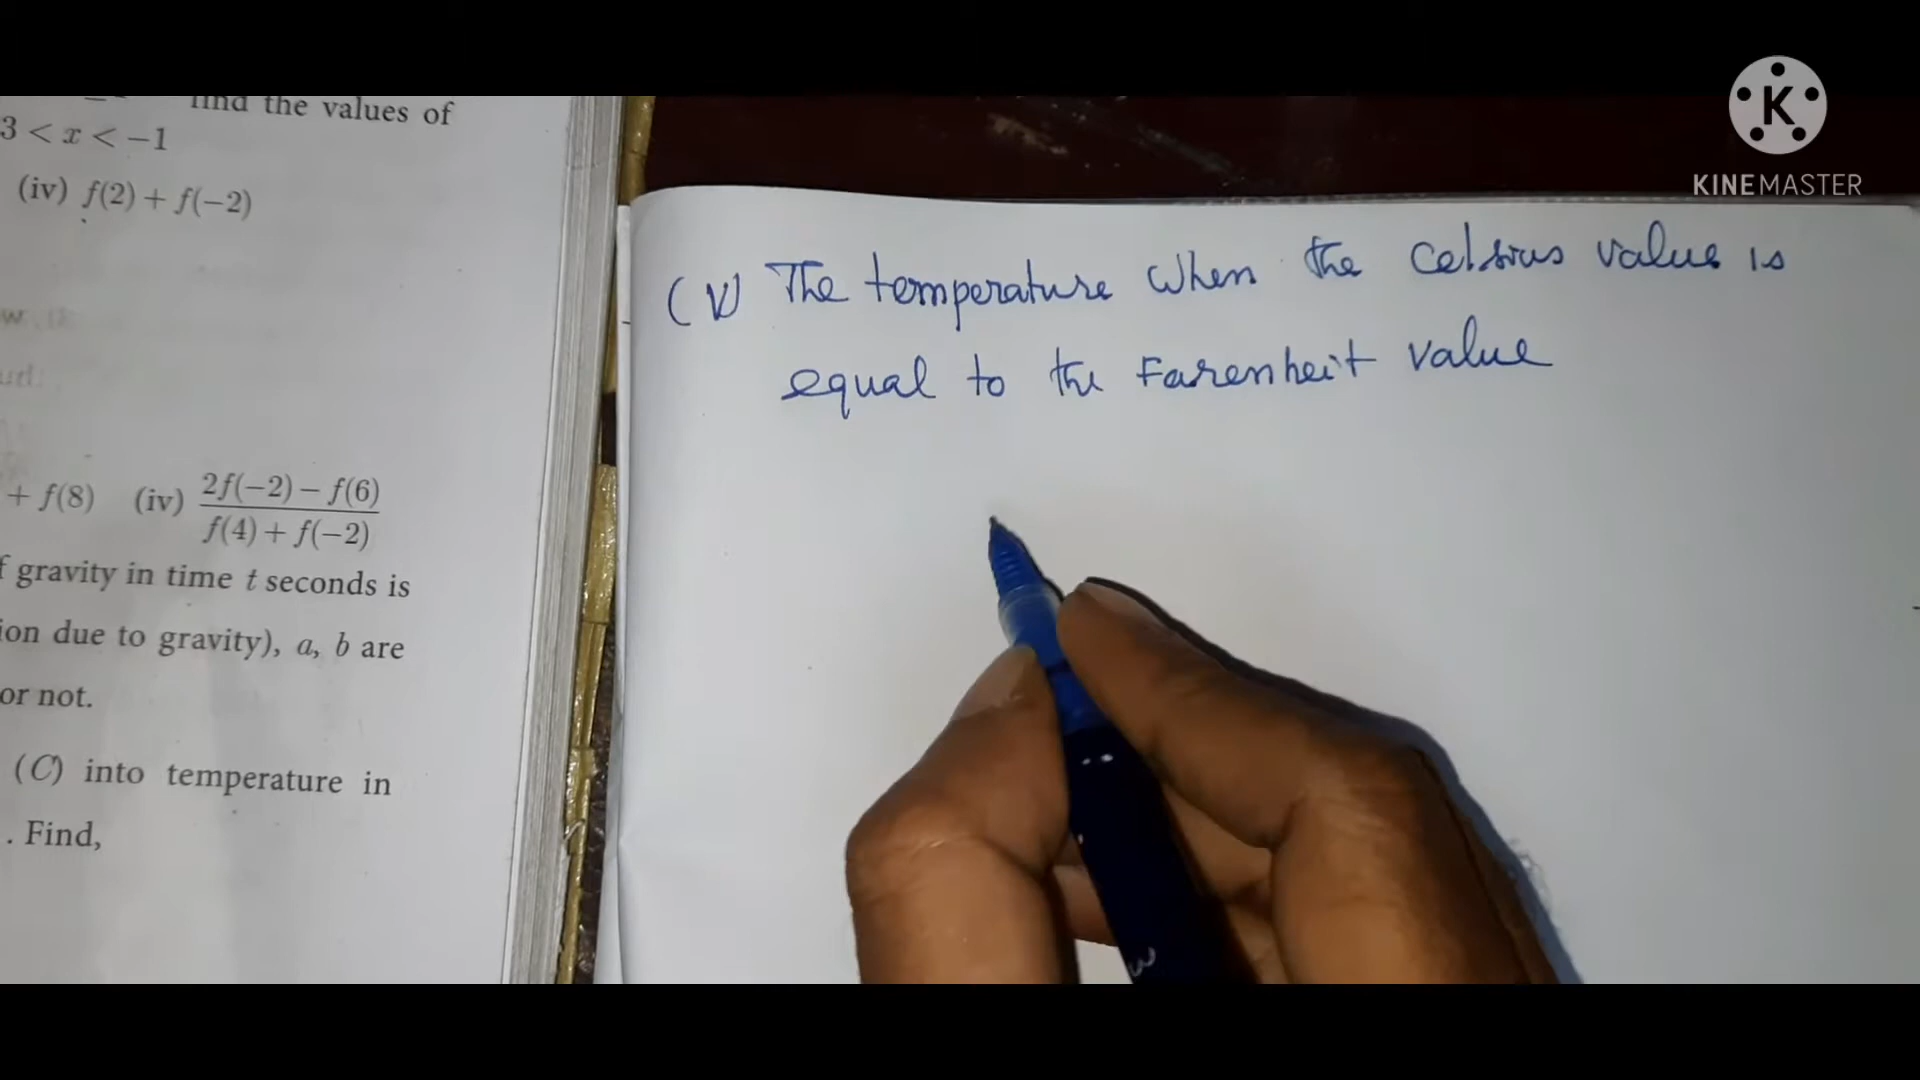 find the values of
3 < x < −1
(iv) f(2) + f(−2)
+ f(8) (iv) 2f(−2) − f(6)
f(4) + f(−2)
f gravity in time t seconds is
ion due to gravity), a, b are
or not.
(C) into temperature in
. Find,
(V) The temperature when the celsius value is
equal to the Farenheit value
K
KINEMASTER